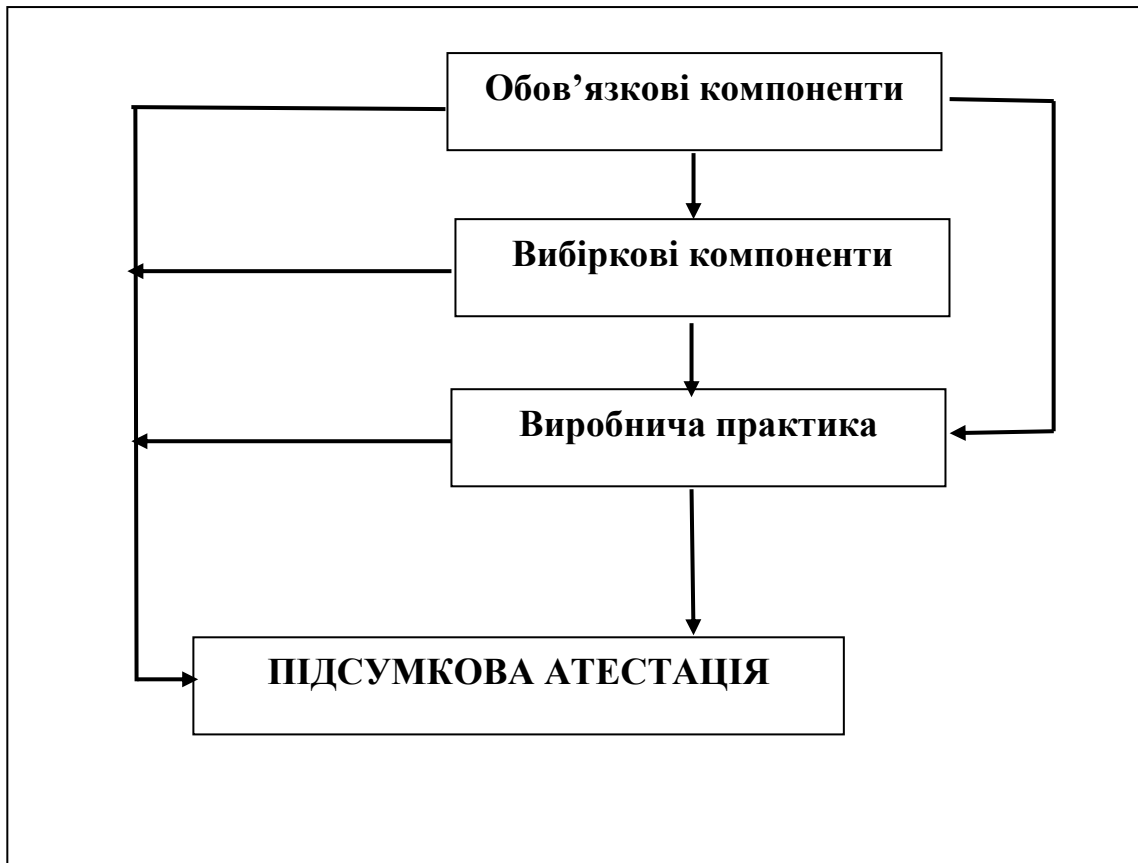 Обов’язкові компоненти
Вибіркові компоненти
Виробнича практика
ПІДСУМКОВА АТЕСТАЦІЯ